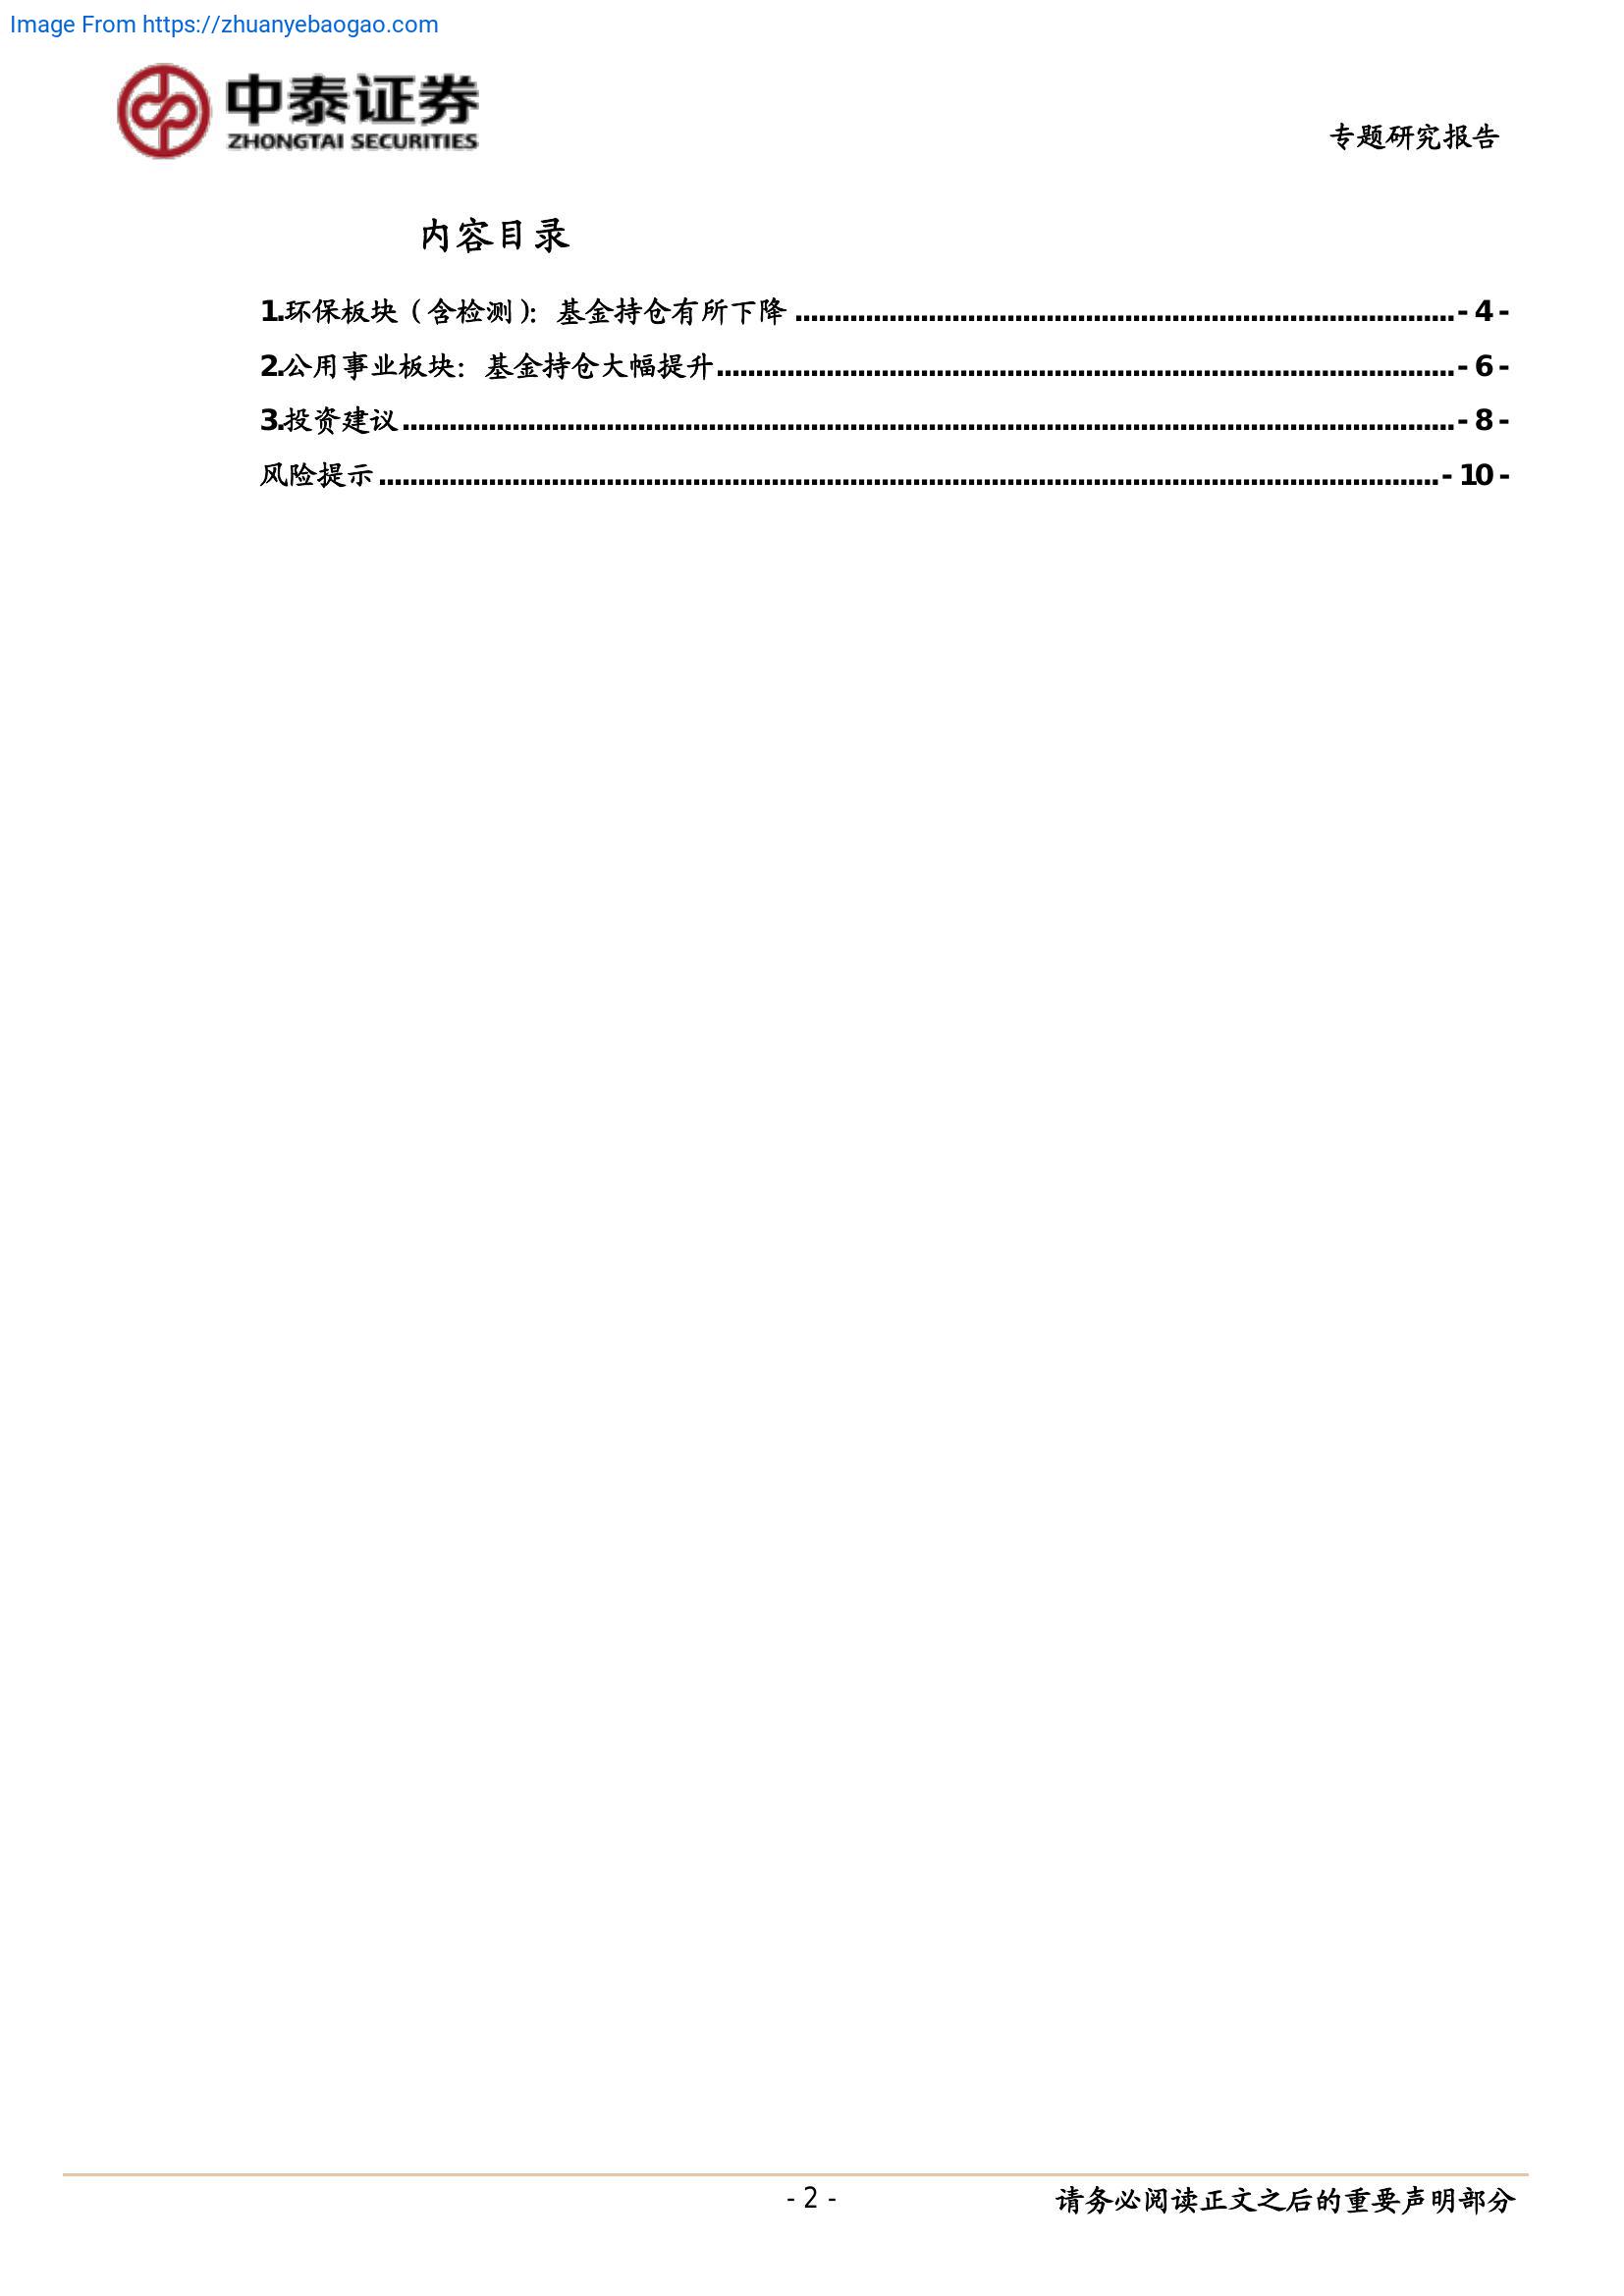 Image From https://zhuanyebaogao.com
中泰证券
ZHONGTAI SECURITIES
专题研究报告
内容目录
1.环保板块（含检测）：基金持仓有所下降 ........................................................................................ - 4 -
2.公用事业板块：基金持仓大幅提升 ........................................................................................ - 6 -
3.投资建议 ........................................................................................ - 8 -
风险提示 ........................................................................................ - 10 -
- 2 -
请务必阅读正文之后的重要声明部分